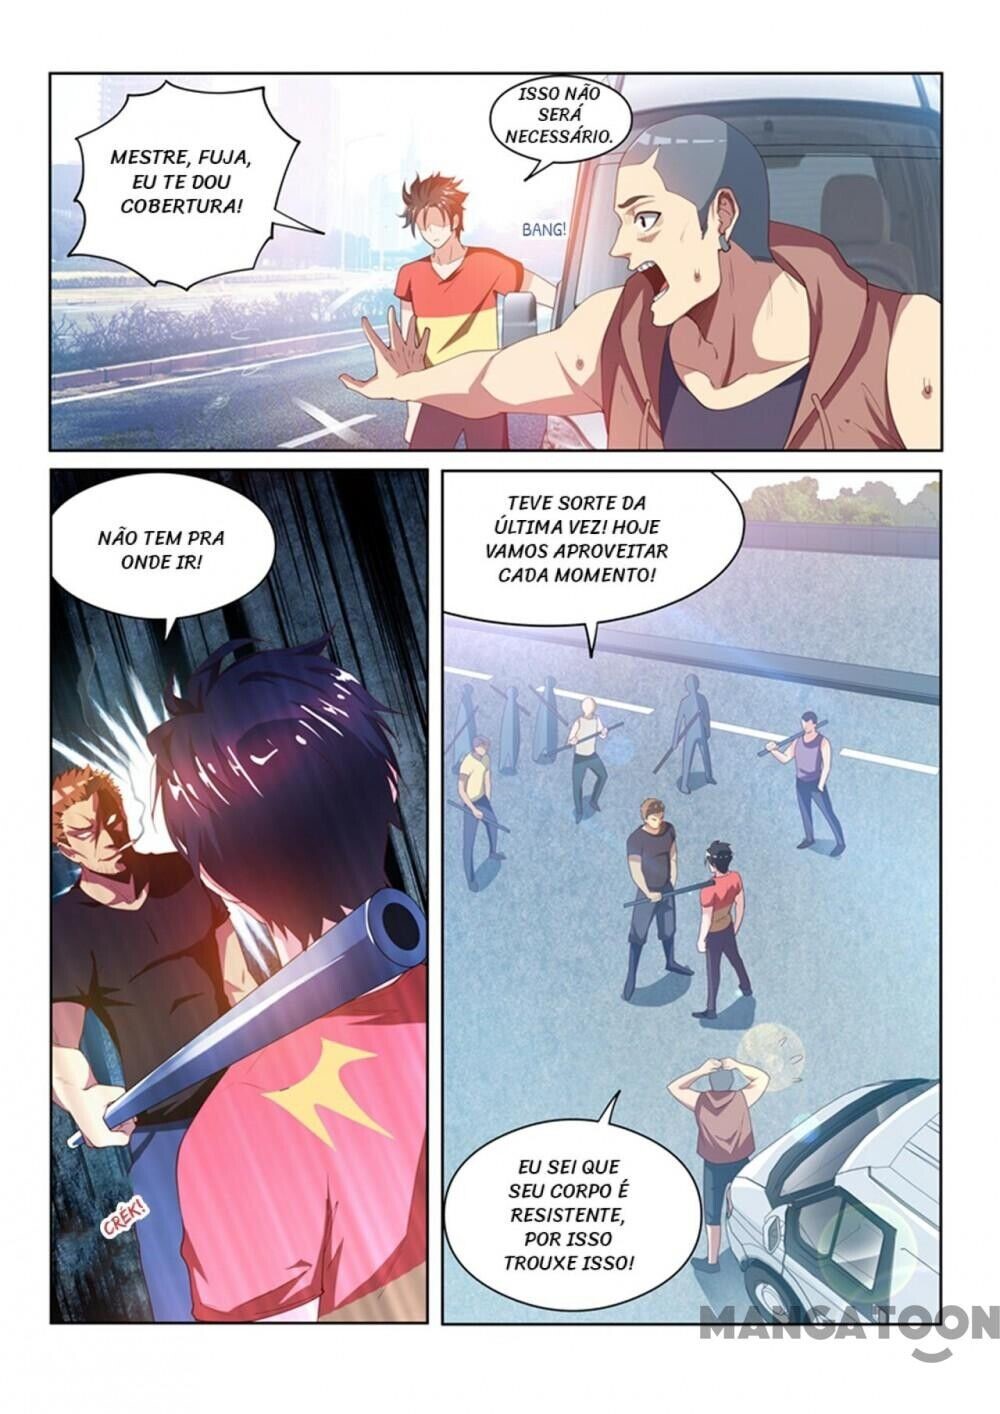 MESTRE, FUJA,
EU TE DOU
COBERTURA!
ISSO NÃO
SERÁ
NECESSÁRIO.
BANG!
NÃO TEM PRA
ONDE IR!
CRÉK!
TEVE SORTE DA
ÚLTIMA VEZ! HOJE
VAMOS APROVEITAR
CADA MOMENTO!
EU SEI QUE
SEU CORPO É
RESISTENTE,
POR ISSO
TROUXE ISSO!
MANGATOON